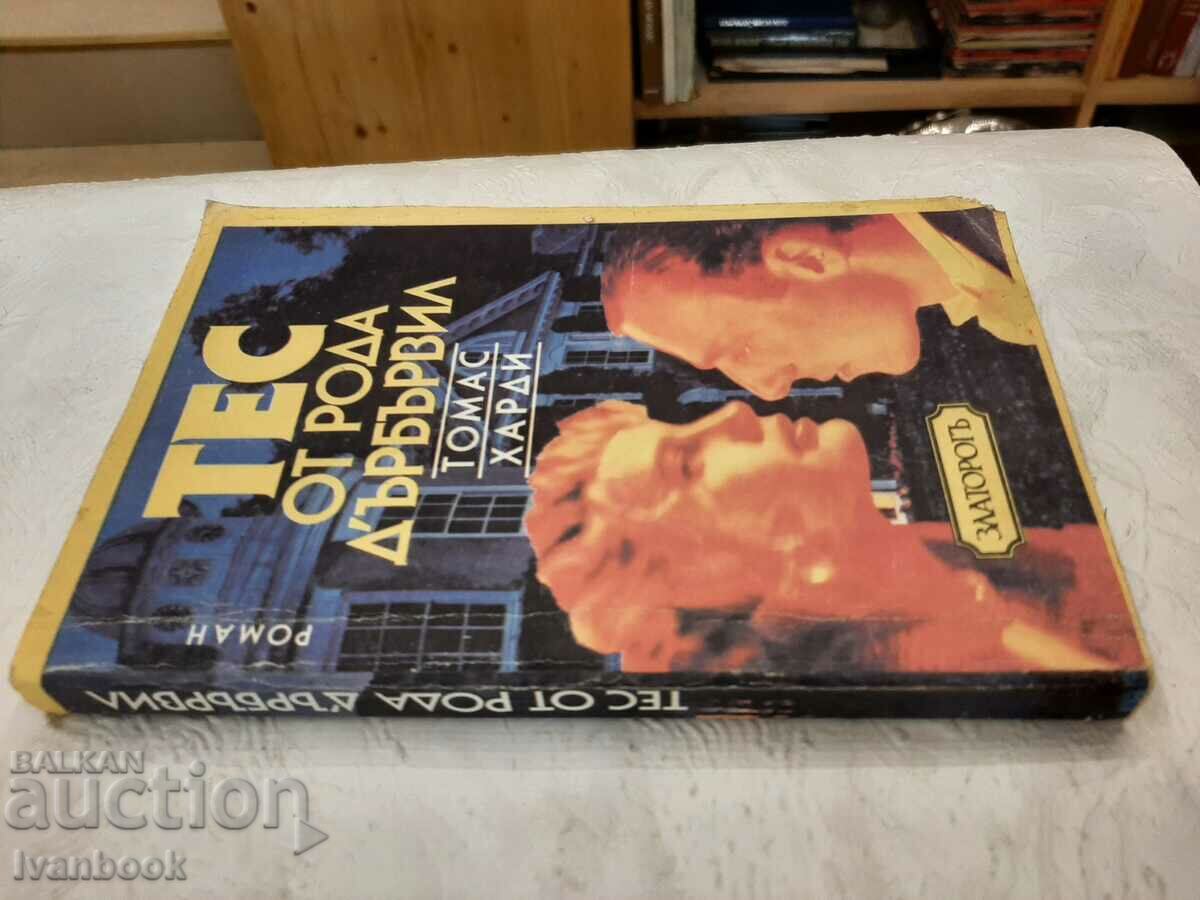 ТЕС
ОТ РОДА
Д'ЪРБЪРВИЛ
ТОМАС
ХАРДИ
РОМАН
ЗЛАТОРОГЪ
ТЕС ОТ РОДА Д'ЪРБЪРВИЛ
BALKAN
auction
Ivanbook